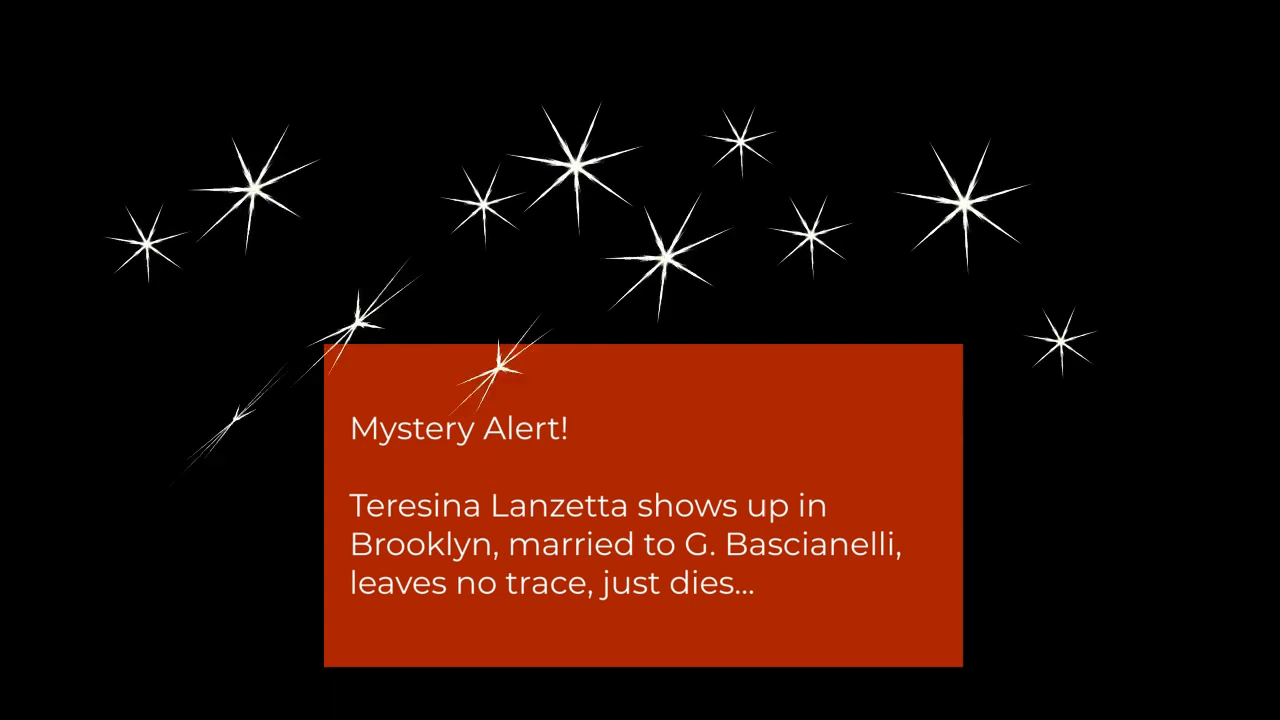 Mystery Alert!
Teresina Lanzetta shows up in
Brooklyn, married to G. Bascianelli,
leaves no trace, just dies...